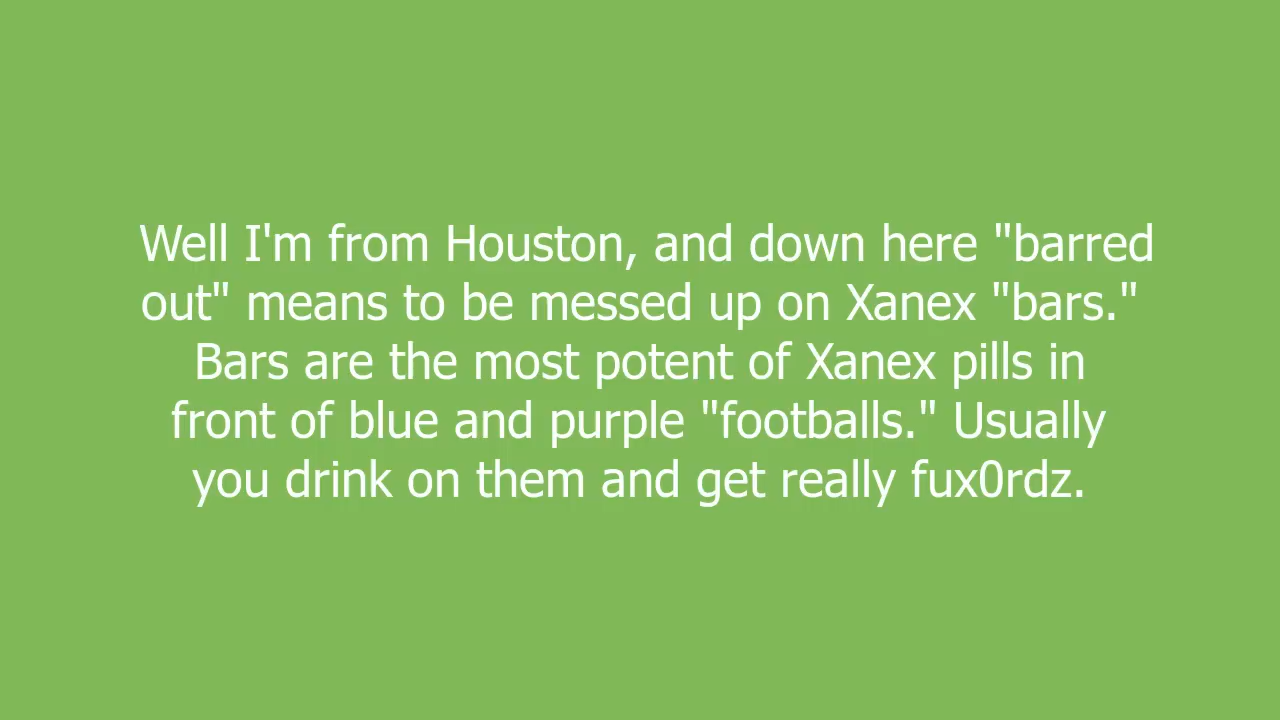 Well I'm from Houston, and down here "barred
out" means to be messed up on Xanex "bars."
Bars are the most potent of Xanex pills in
front of blue and purple "footballs." Usually
you drink on them and get really fux0rdz.